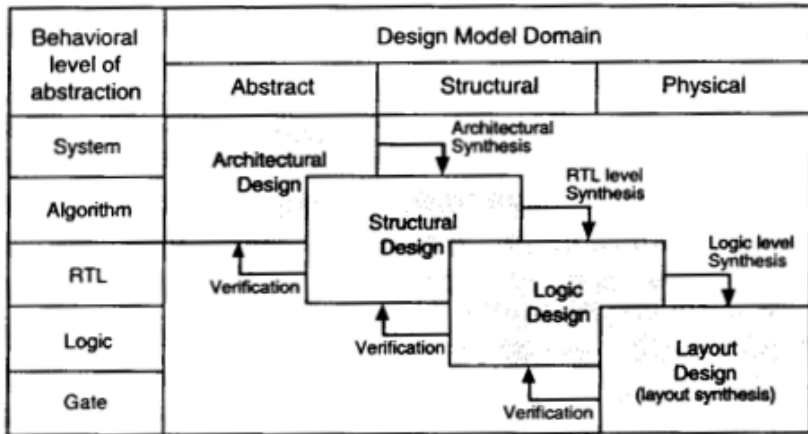 Behavioral
level of
abstraction
Design Model Domain
Abstract
Structural
Physical
System
Algorithm
RTL
Logic
Gate
Architectural
Design
Architectural
Synthesis
Structural
Design
RTL level
Synthesis
Verification
Logic
Design
Logic level
Synthesis
Verification
Layout
Design
(layout synthesis)
Verification